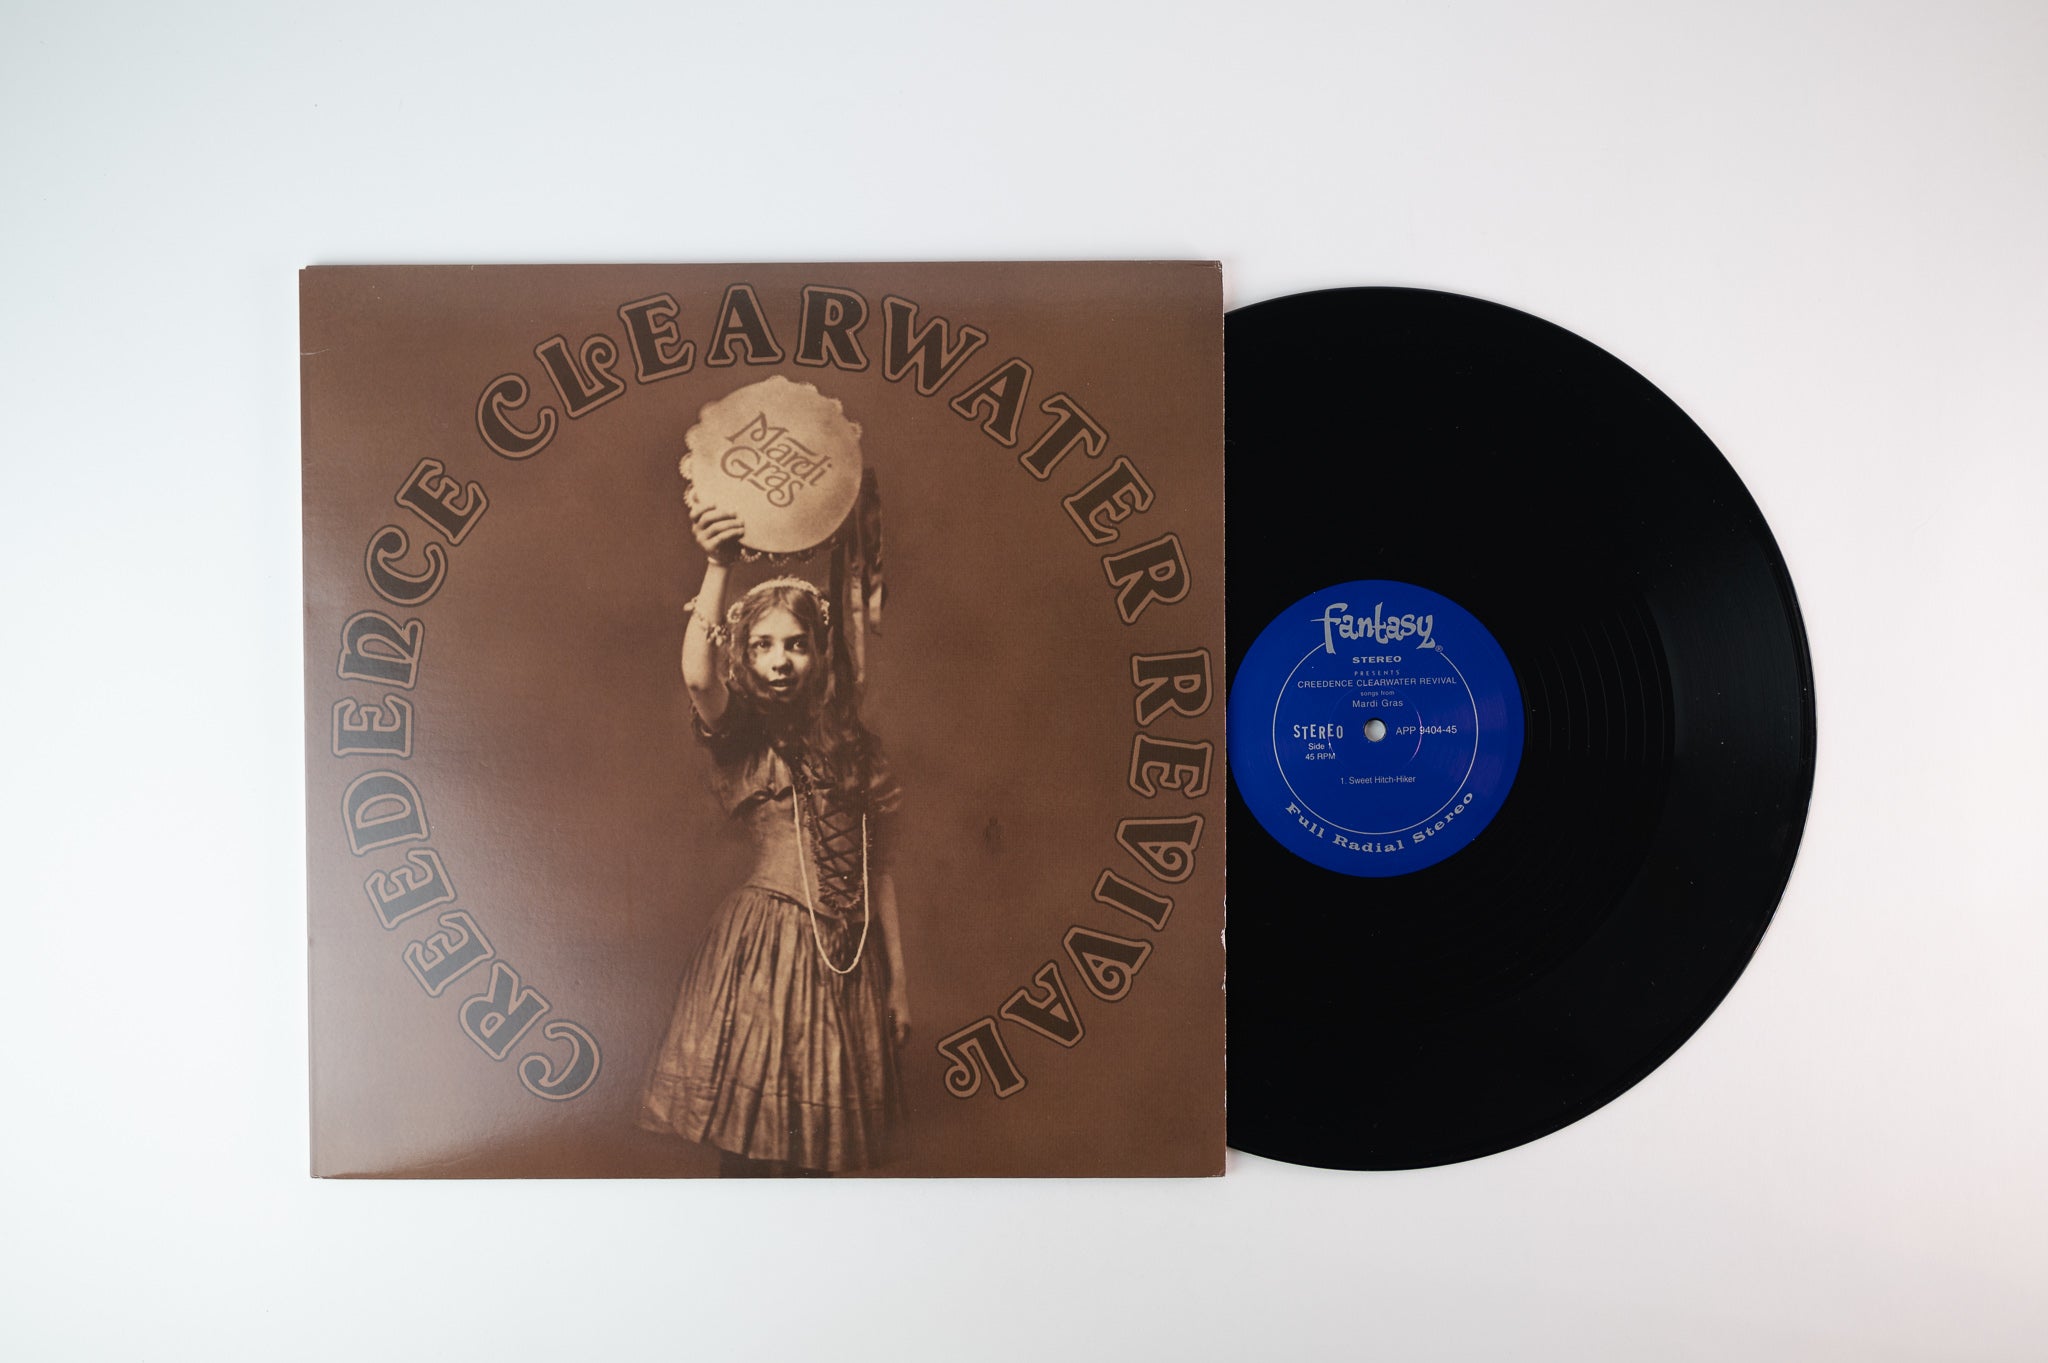 CREEDENCE CLEARWATER REVIVAL
Mardi
Gras
fantasy®
STEREO
PRESENTS
CREEDENCE CLEARWATER REVIVAL
songs from
Mardi Gras
STEREO
Side 1
45 RPM
APP 9404-45
1. Sweet Hitch-Hiker
Full Radial Stereo